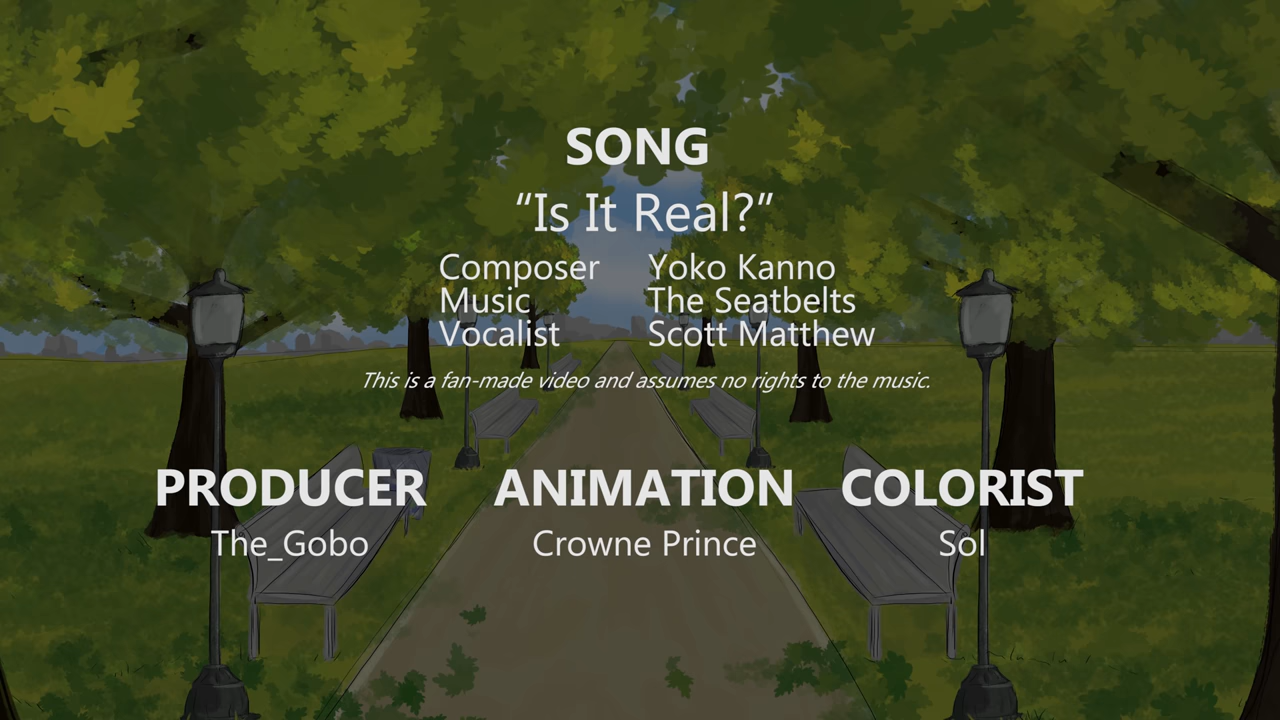 SONG
“Is It Real?”
Composer Yoko Kanno
Music The Seatbelts
Vocalist Scott Matthew
This is a fan-made video and assumes no rights to the music.
PRODUCER ANIMATION COLORIST
The_Gobo Crowne Prince Sol